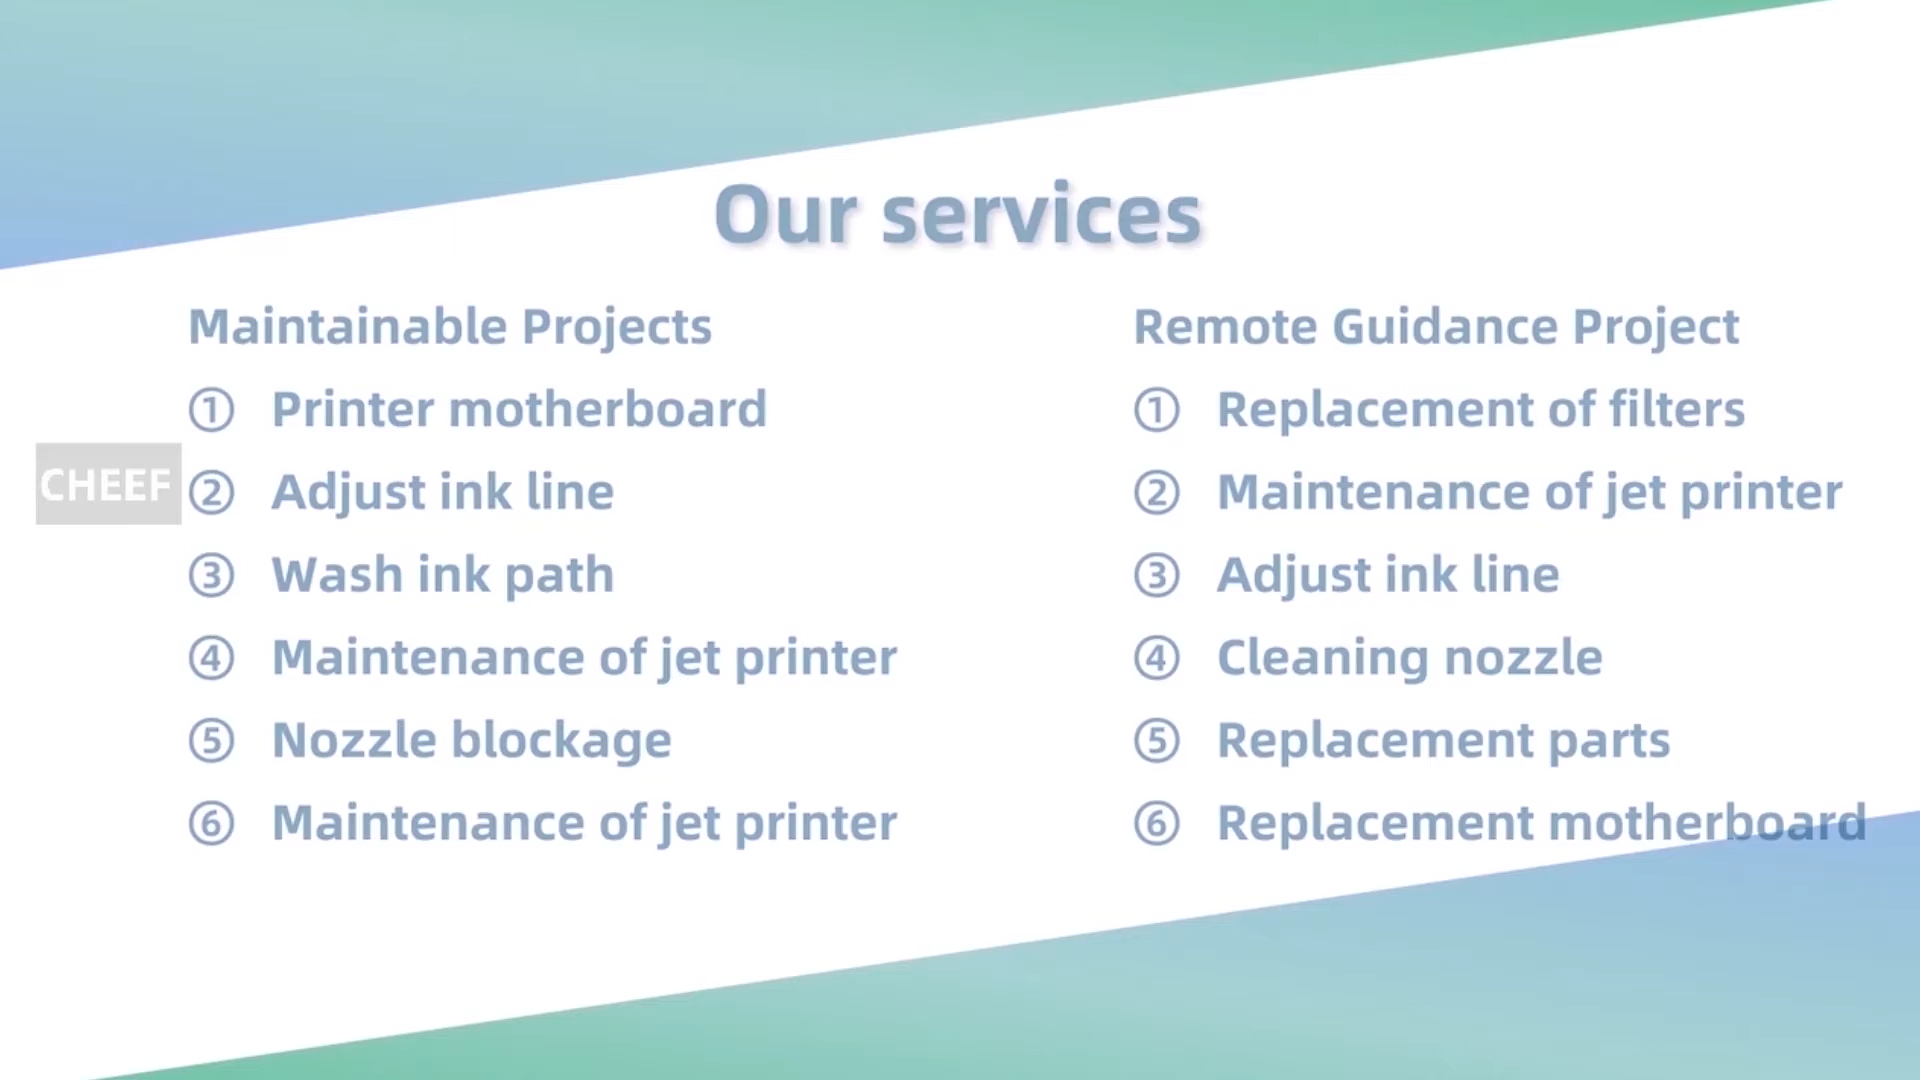 Our services
Maintainable Projects
① Printer motherboard
② Adjust ink line
③ Wash ink path
④ Maintenance of jet printer
⑤ Nozzle blockage
⑥ Maintenance of jet printer
Remote Guidance Project
① Replacement of filters
② Maintenance of jet printer
③ Adjust ink line
④ Cleaning nozzle
⑤ Replacement parts
⑥ Replacement motherboard
CHEEF